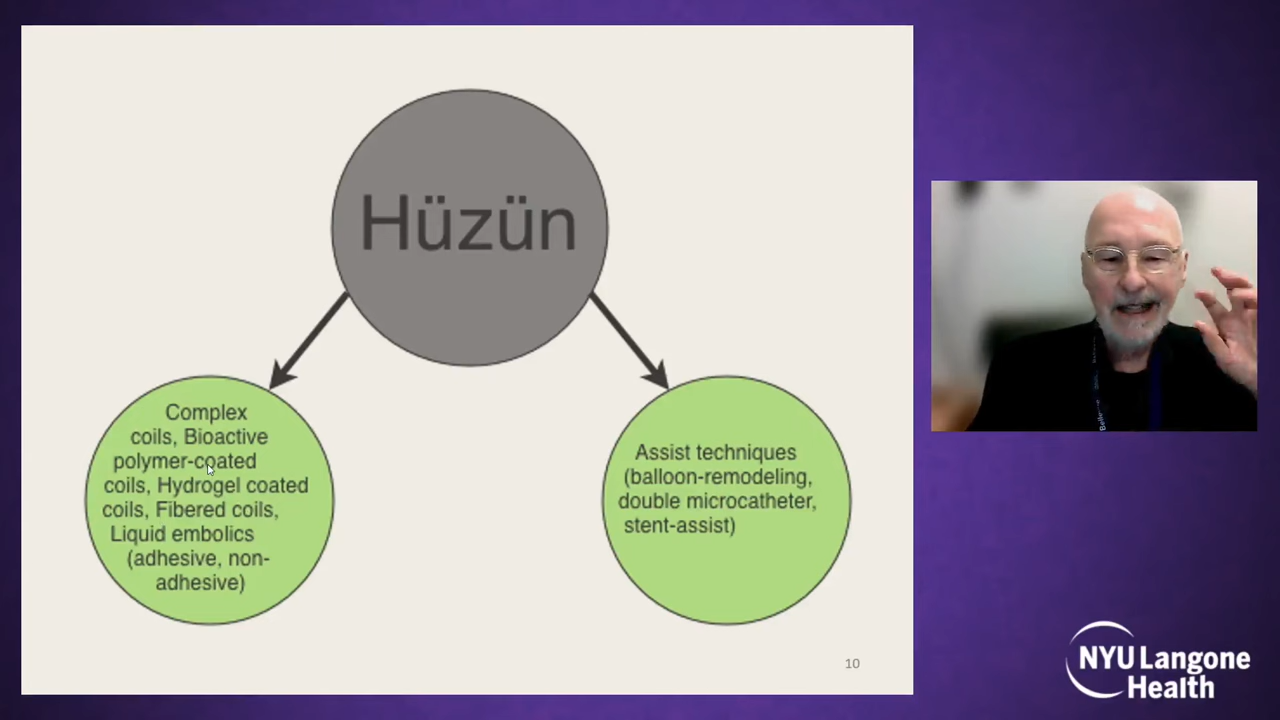 Hüzün
Complex
coils, Bioactive
polymer-coated
coils, Hydrogel coated
coils, Fibered coils,
Liquid embolics
(adhesive, non-
adhesive)
Assist techniques
(balloon-remodeling,
double microcatheter,
stent-assist)
10
NYU Langone
Health